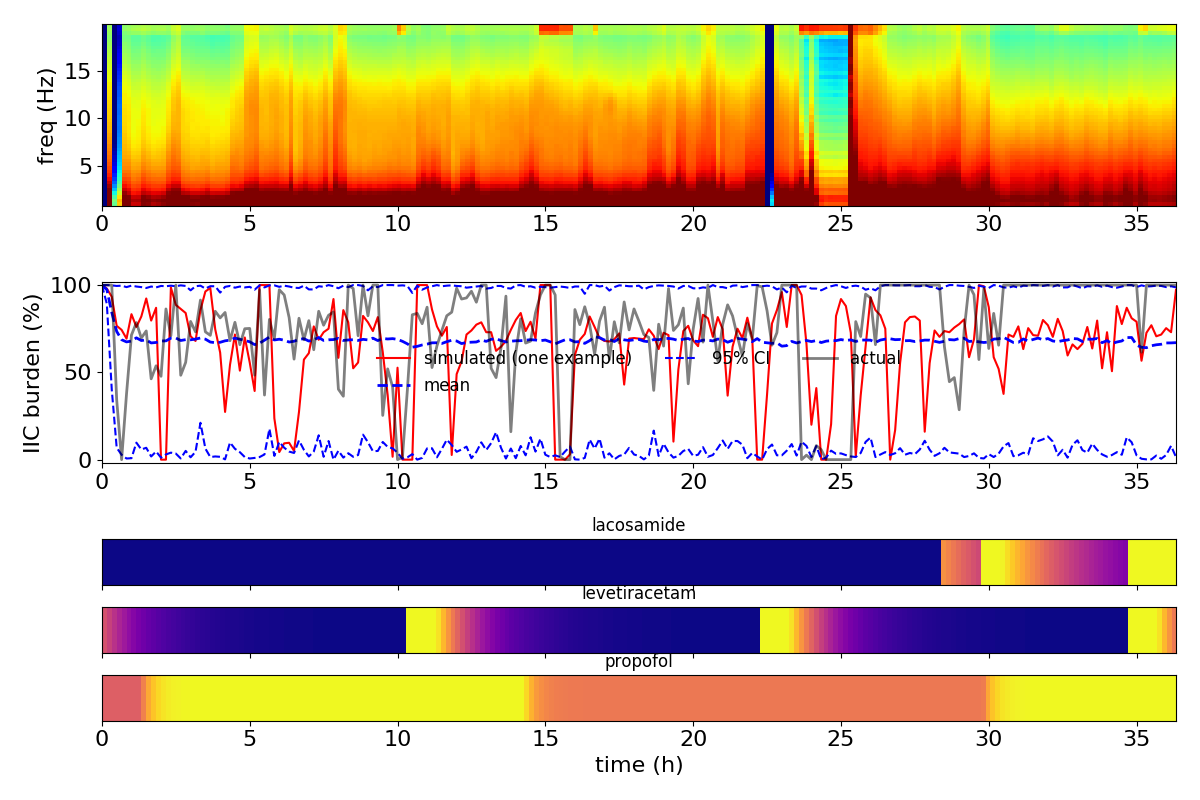 freq (Hz)
15
10
5
0 5 10 15 20 25 30 35
IIC burden (%)
100
50
0
simulated (one example) 95% CI actual
mean
0 5 10 15 20 25 30 35
lacosamide
levetiracetam
propofol
0 5 10 15 20 25 30 35
time (h)